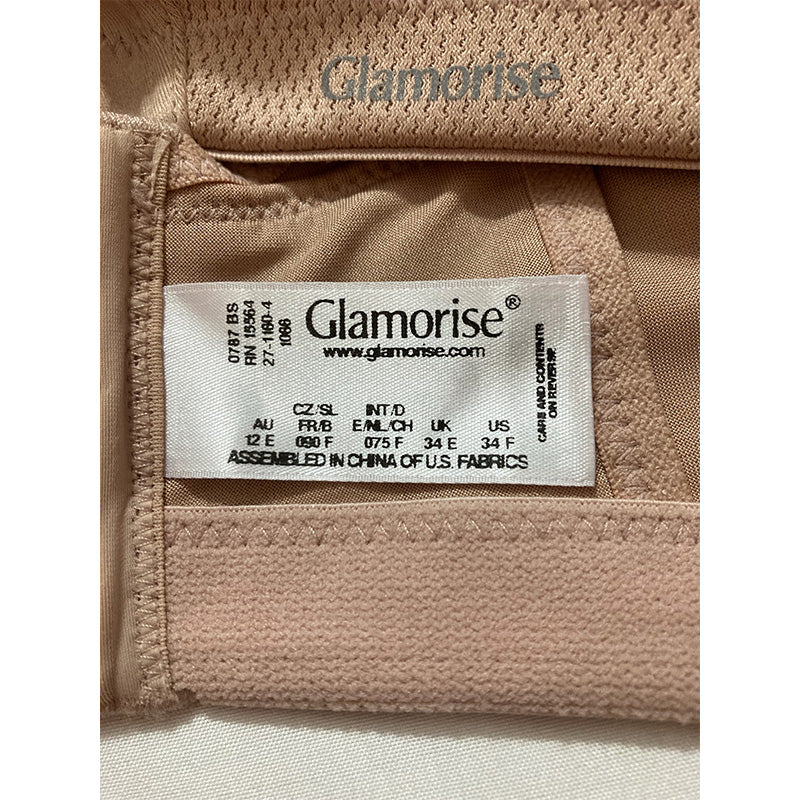 Glamorise
0787 BS
RN 15564
27-1160-4
1066
Glamorise®
www.glamorise.com
CZ/SL INT/D
AU FR/B E/NL/CH UK US
12 E 090 F 075 F 34 E 34 F
ASSEMBLED IN CHINA OF U.S. FABRICS
CARE AND CONTENTS
ON REVERSE